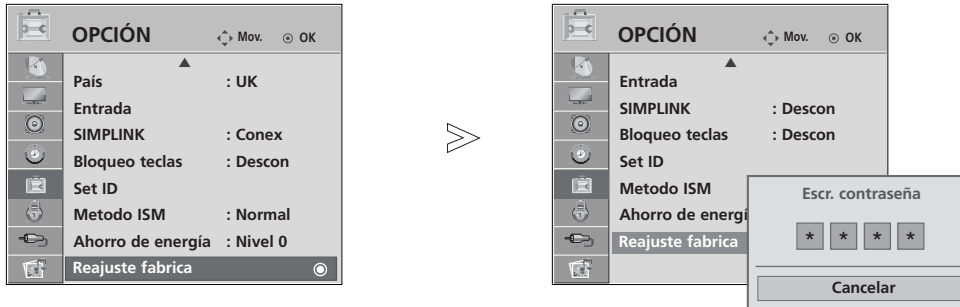 OPCIÓN Mov. OK
País : UK
Entrada
SIMPLINK : Conex
Bloqueo teclas : Descon
Set ID
Metodo ISM : Normal
Ahorro de energía : Nivel 0
Reajuste fabrica
OPCIÓN Mov. OK
Entrada
SIMPLINK : Descon
Bloqueo teclas : Descon
Set ID
Metodo ISM
Ahorro de energí
Reajuste fabrica
Escr. contraseña
* * * *
Cancelar